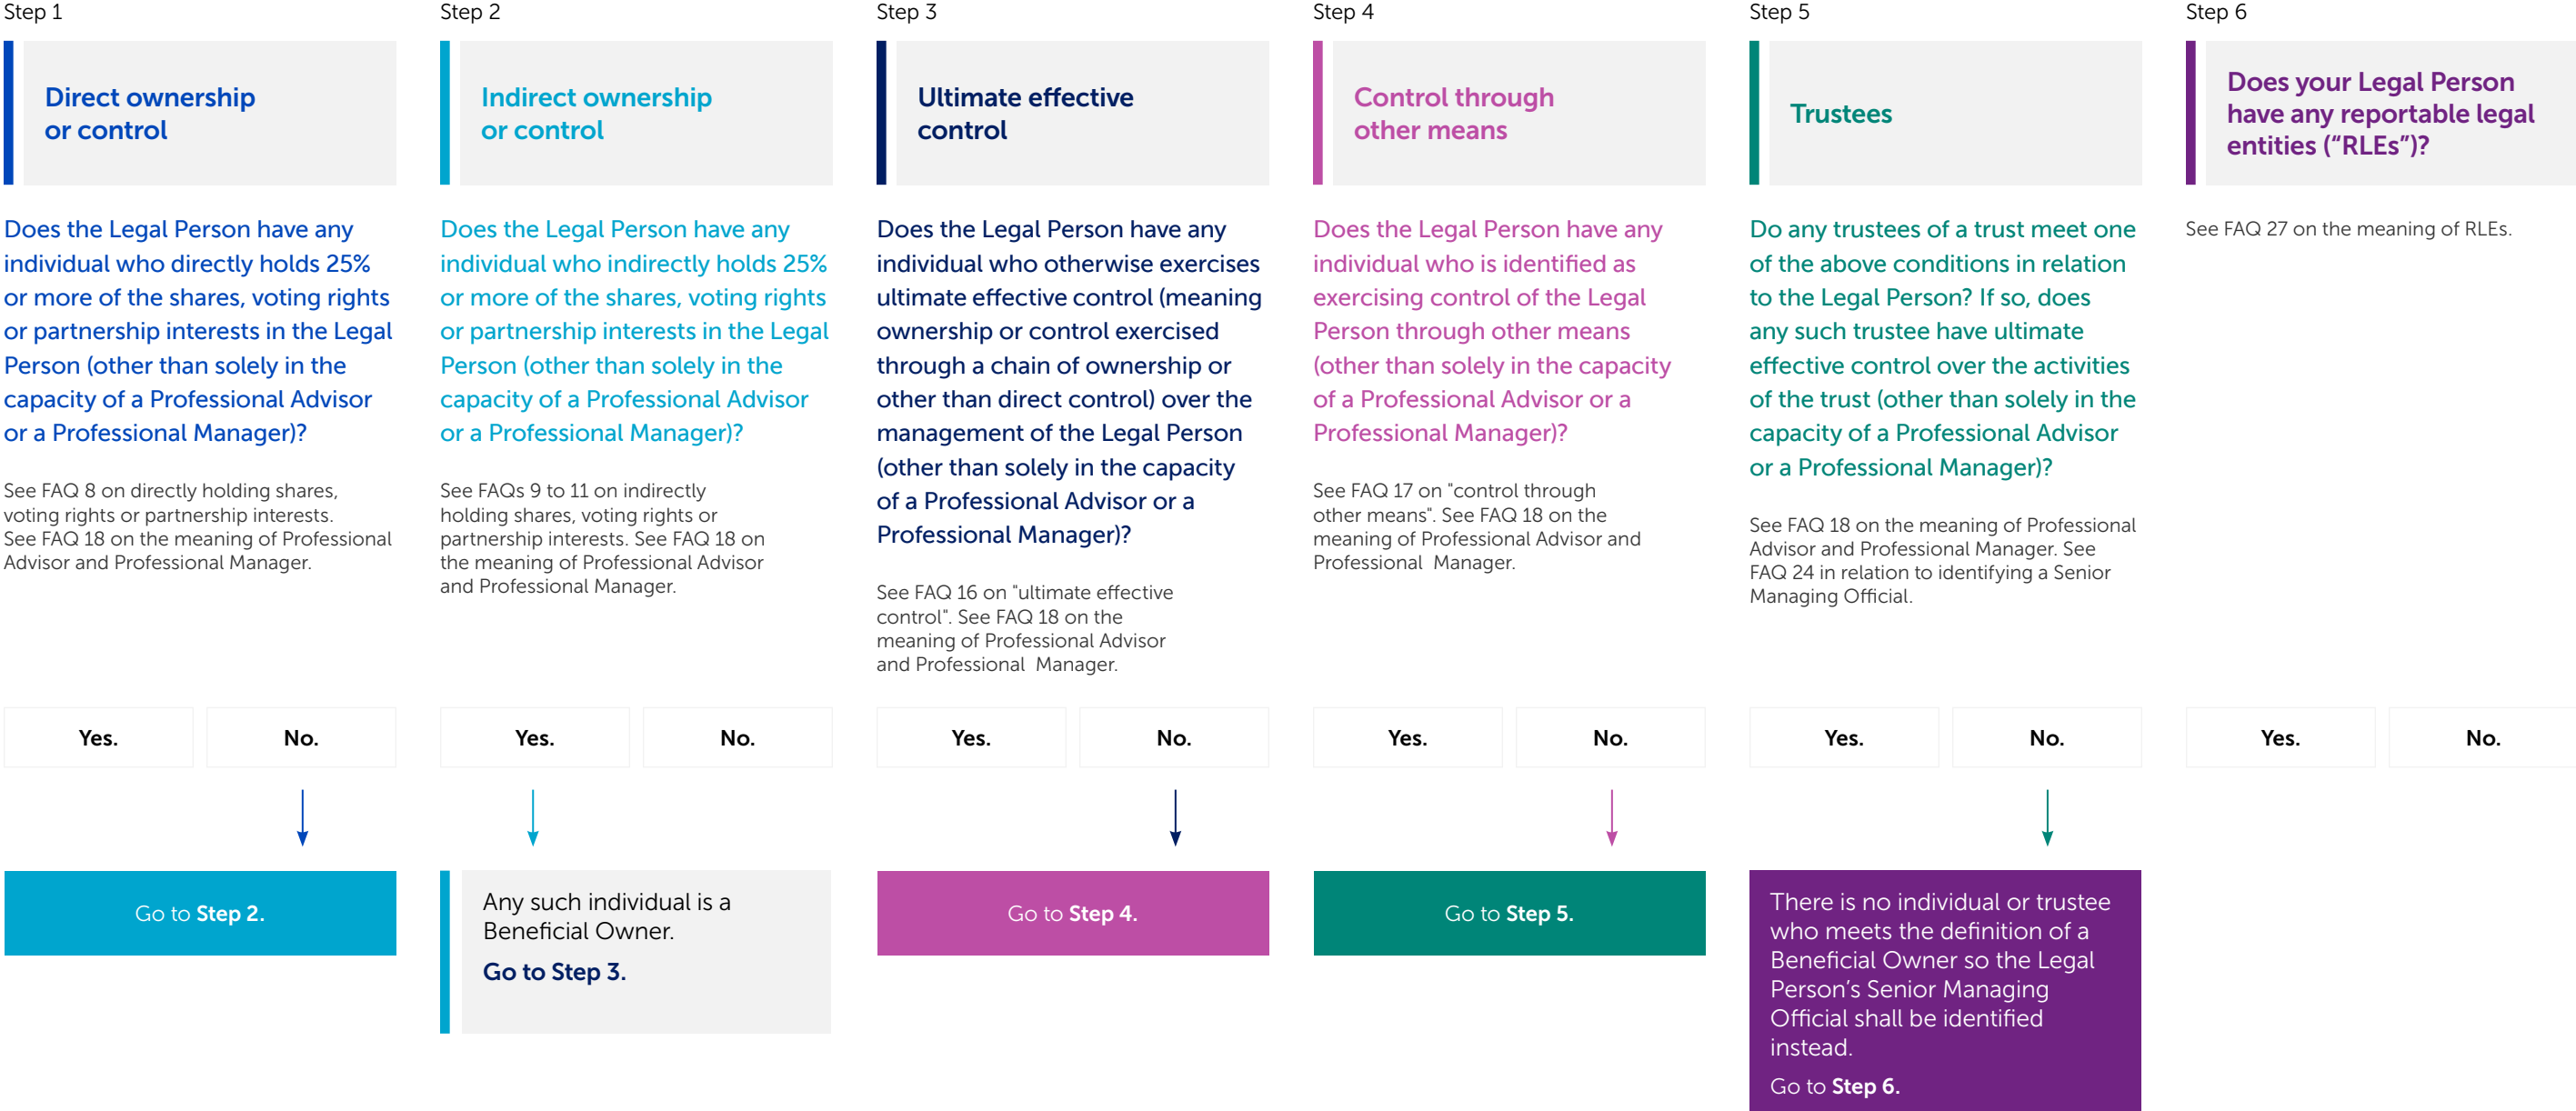 Step 1
Direct ownership
or control
Does the Legal Person have any
individual who directly holds 25%
or more of the shares, voting rights
or partnership interests in the Legal
Person (other than solely in the
capacity of a Professional Advisor
or a Professional Manager)?
See FAQ 8 on directly holding shares,
voting rights or partnership interests.
See FAQ 18 on the meaning of Professional
Advisor and Professional Manager.
Yes.
No.
Go to Step 2.
Step 2
Indirect ownership
or control
Does the Legal Person have any
individual who indirectly holds 25%
or more of the shares, voting rights
or partnership interests in the Legal
Person (other than solely in the
capacity of a Professional Advisor
or a Professional Manager)?
See FAQs 9 to 11 on indirectly
holding shares, voting rights or
partnership interests. See FAQ 18 on
the meaning of Professional Advisor
and Professional Manager.
Yes.
No.
Any such individual is a
Beneficial Owner.
Go to Step 3.
Step 3
Ultimate effective
control
Does the Legal Person have any
individual who otherwise exercises
ultimate effective control (meaning
ownership or control exercised
through a chain of ownership or
other than direct control) over the
management of the Legal Person
(other than solely in the capacity
of a Professional Advisor or a
Professional Manager)?
See FAQ 16 on "ultimate effective
control". See FAQ 18 on the
meaning of Professional Advisor
and Professional Manager.
Yes.
No.
Go to Step 4.
Step 4
Control through
other means
Does the Legal Person have any
individual who is identified as
exercising control of the Legal
Person through other means
(other than solely in the capacity
of a Professional Advisor or a
Professional Manager)?
See FAQ 17 on "control through
other means". See FAQ 18 on the
meaning of Professional Advisor and
Professional Manager.
Yes.
No.
Go to Step 5.
Step 5
Trustees
Do any trustees of a trust meet one
of the above conditions in relation
to the Legal Person? If so, does
any such trustee have ultimate
effective control over the activities
of the trust (other than solely in the
capacity of a Professional Advisor
or a Professional Manager)?
See FAQ 18 on the meaning of Professional
Advisor and Professional Manager. See
FAQ 24 in relation to identifying a Senior
Managing Official.
Yes.
No.
There is no individual or trustee
who meets the definition of a
Beneficial Owner so the Legal
Person's Senior Managing
Official shall be identified
instead.
Go to Step 6.
Step 6
Does your Legal Person
have any reportable legal
entities (“RLEs”)?
See FAQ 27 on the meaning of RLEs.
Yes.
No.